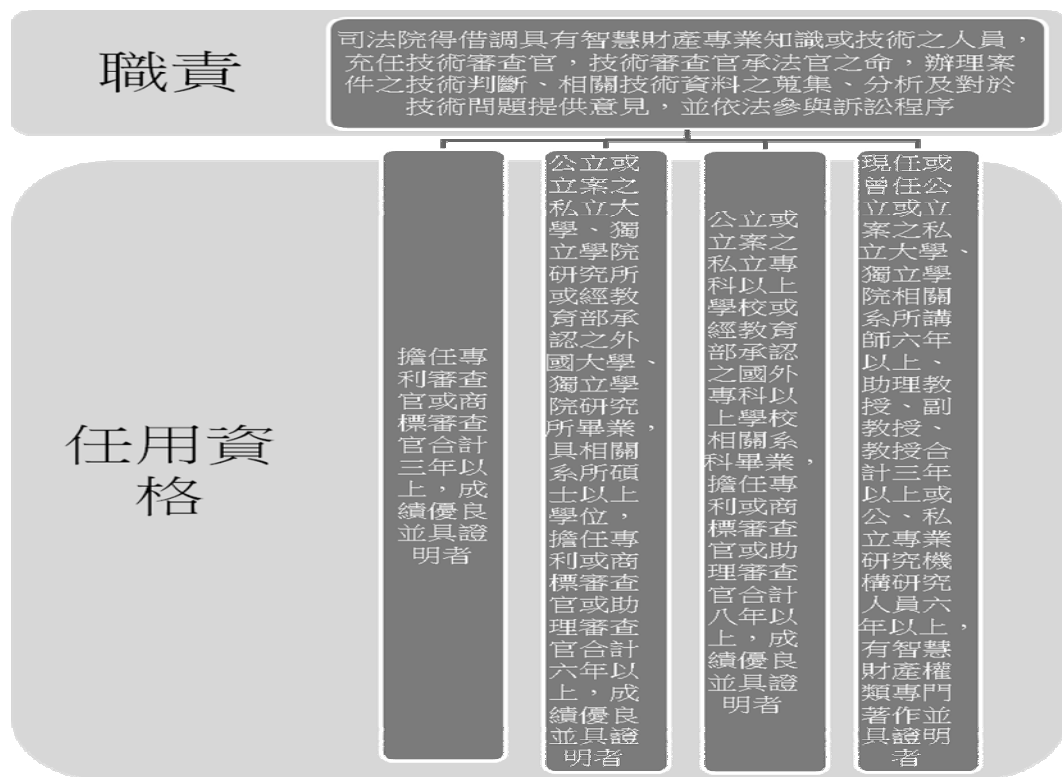 職責
司法院得借調具有智慧財產專業知識或技術之人員，
充任技術審查官，技術審查官承法官之命，辦理案
件之技術判斷、相關技術資料之蒐集、分析及對於
技術問題提供意見，並依法參與訴訟程序
任用資
格
擔任專
利審查
官或商
標審查
官合計
三年以
上，成
績優良
並具證
明者
公立或
立案之
私立大
學、獨
立學院
研究所
或經教
育部承
認之外
國大學、
獨立學
院研究
所畢業，
具相關
系所碩
士以上
學位，
擔任專
利或商
標審查
官或助
理審查
官合計
六年以
上，成
績優良
並具證
明者
公立或
立案之
私立專
科以上
學校或
經教育
部承認
之國外
專科以
上學校
相關系
科畢業，
擔任專
利或商
標審查
官或助
理審查
官合計
八年以
上，成
績優良
並具證
明者
現任或
曾任公
立或立
案之私
立大學、
獨立學
院相關
系所講
師六年
以上、
助理教
授、副
教授、
教授合
計三年
以上或
公、私
立專業
研究機
構研究
人員六
年以上，
有智慧
財產權
類專門
著作並
具證明
者